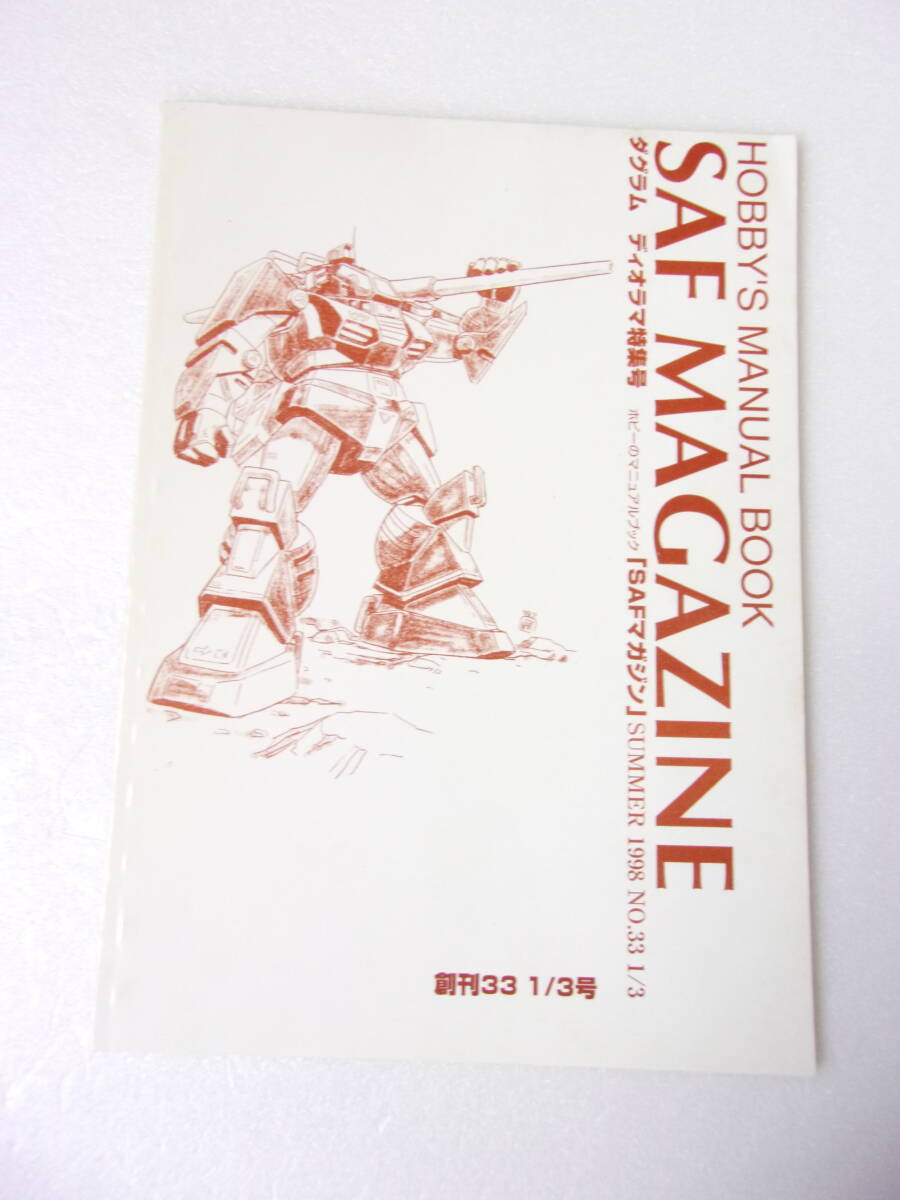 HOBBY'S MANUAL BOOK
SAF MAGAZINE
ダグラム ディオラマ特集号 ホビーのマニュアルブック「SAFマガジン」SUMMER 1998 NO.33 1/3
創刊33 1/3号